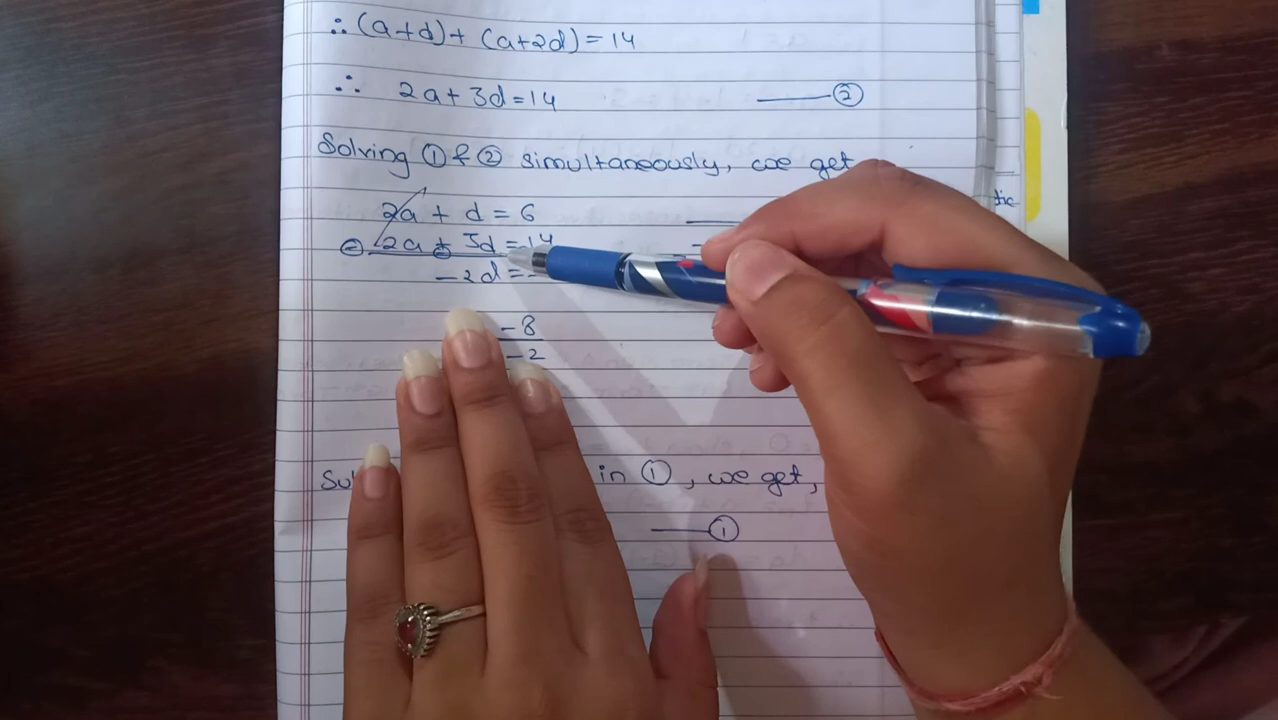 ∴ (a+d) + (a+2d) = 14
∴ 2a + 3d = 14 ②
Solving ① & ② simultaneously, we get
2a + d = 6
⊖ 2a + 3d = 14
-2d =
-8
-2
in ①, we get,
①